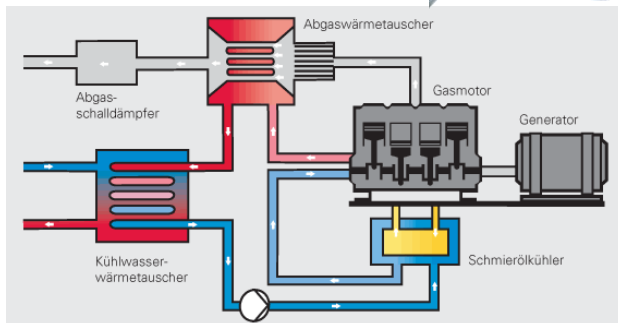 Abgaswärmetauscher
Gasmotor
Abgas-
schalldämpfer
Generator
Kühlwasser-
wärmetauscher
Schmierölkühler